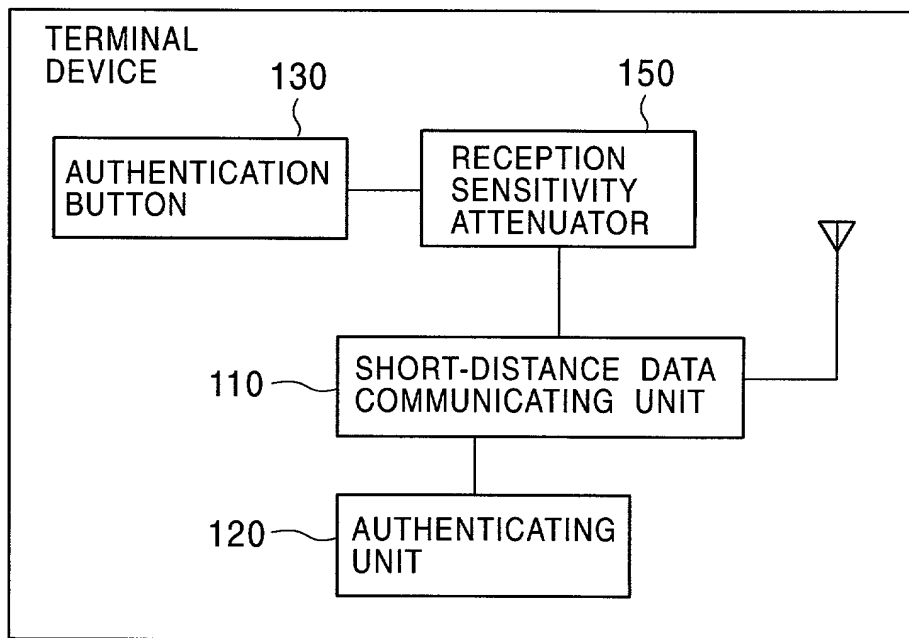 TERMINAL
DEVICE
130
150
AUTHENTICATION
BUTTON
RECEPTION
SENSITIVITY
ATTENUATOR
110
SHORT-DISTANCE DATA
COMMUNICATING UNIT
120
AUTHENTICATING
UNIT